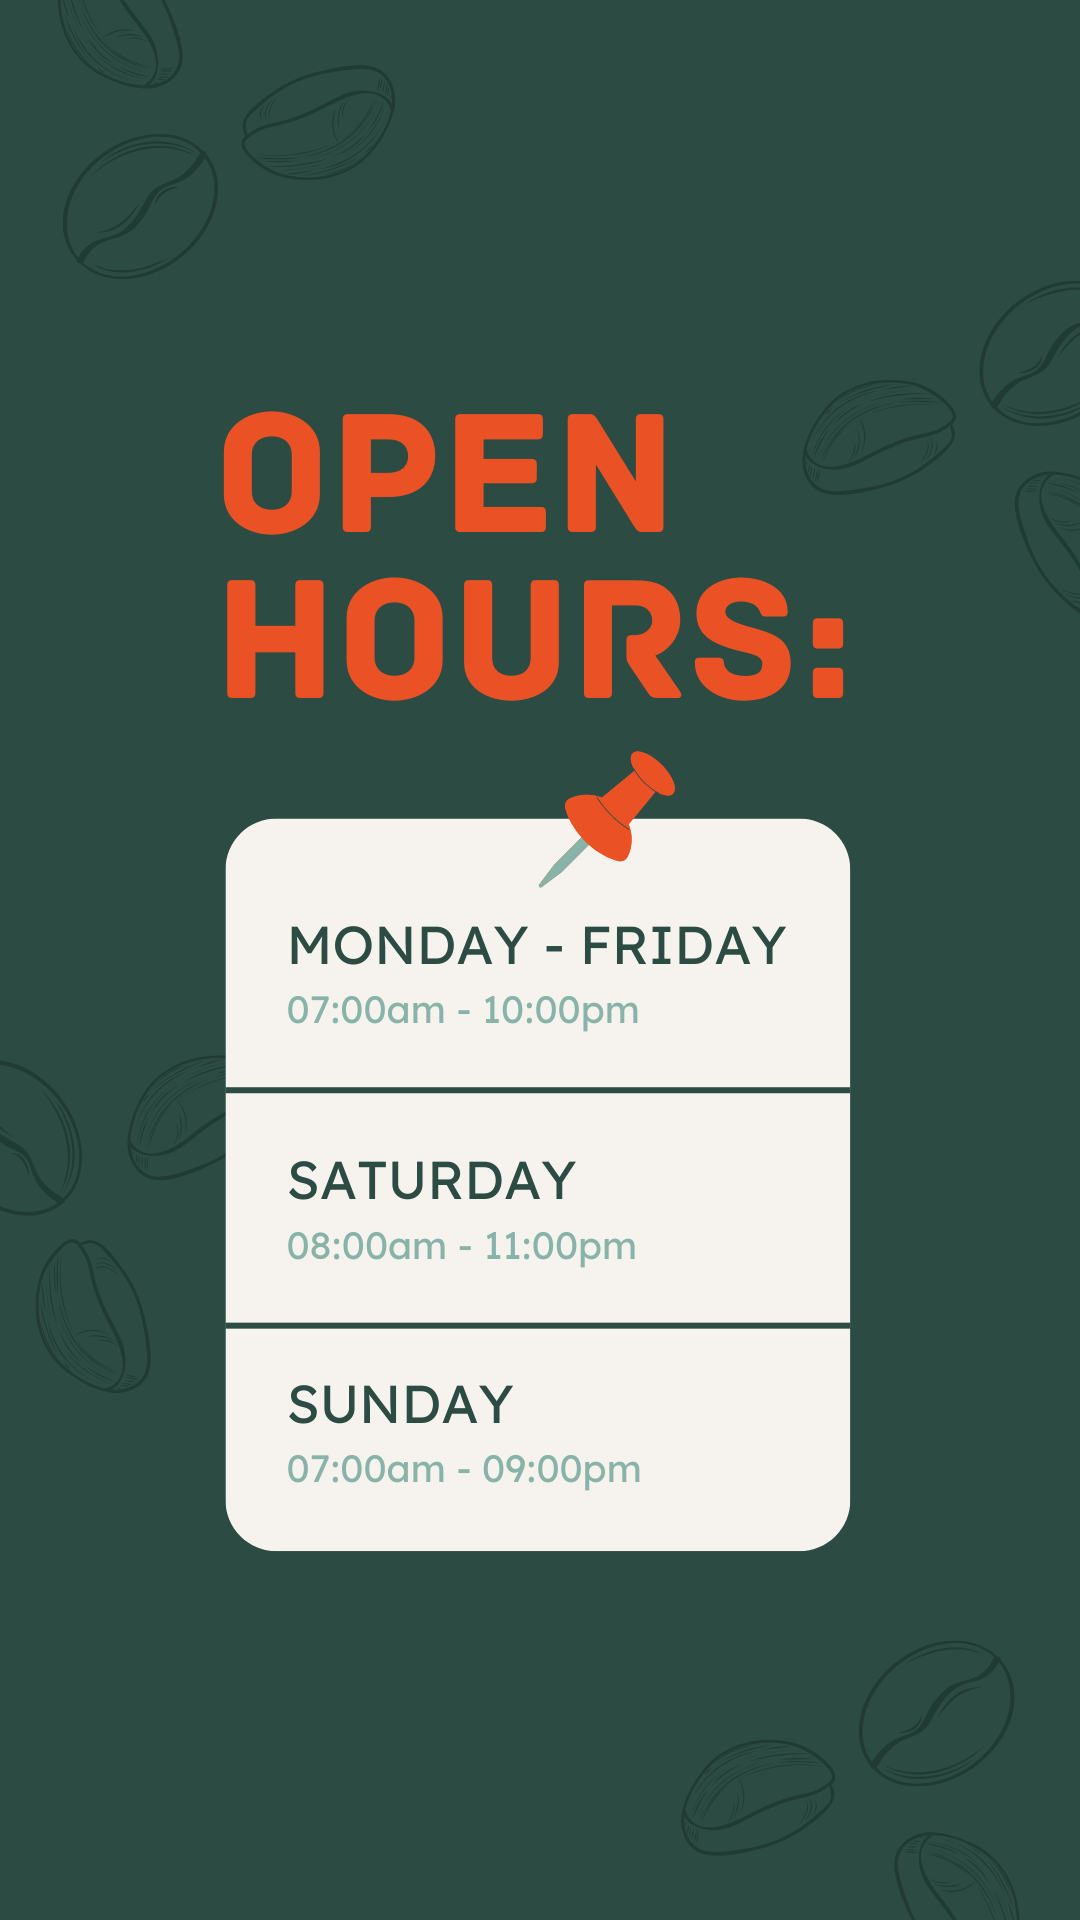 OPEN
HOURS:
MONDAY - FRIDAY
07:00am - 10:00pm
SATURDAY
08:00am - 11:00pm
SUNDAY
07:00am - 09:00pm